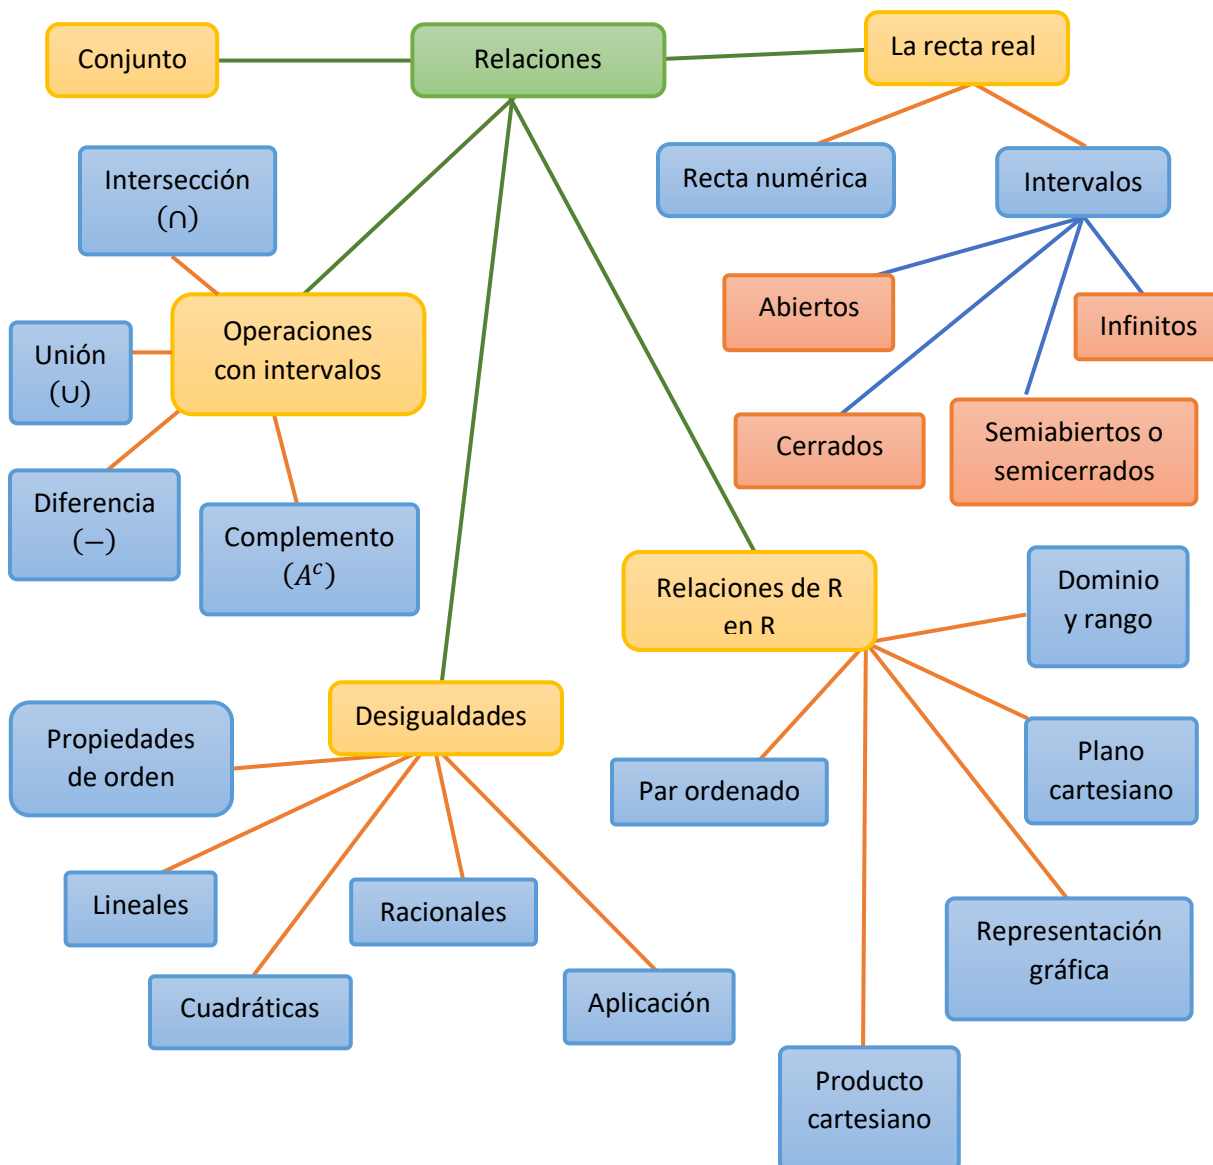 Conjunto
Relaciones
La recta real
Intersección
(∩)
Recta numérica
Intervalos
Abiertos
Infinitos
Operaciones
con intervalos
Unión
(∪)
Cerrados
Semiabiertos o
semicerrados
Diferencia
(−)
Complemento
(𝐴ᶜ)
Relaciones de R
en R
Dominio
y rango
Desigualdades
Propiedades
de orden
Par ordenado
Plano
cartesiano
Lineales
Racionales
Representación
gráfica
Cuadráticas
Aplicación
Producto
cartesiano